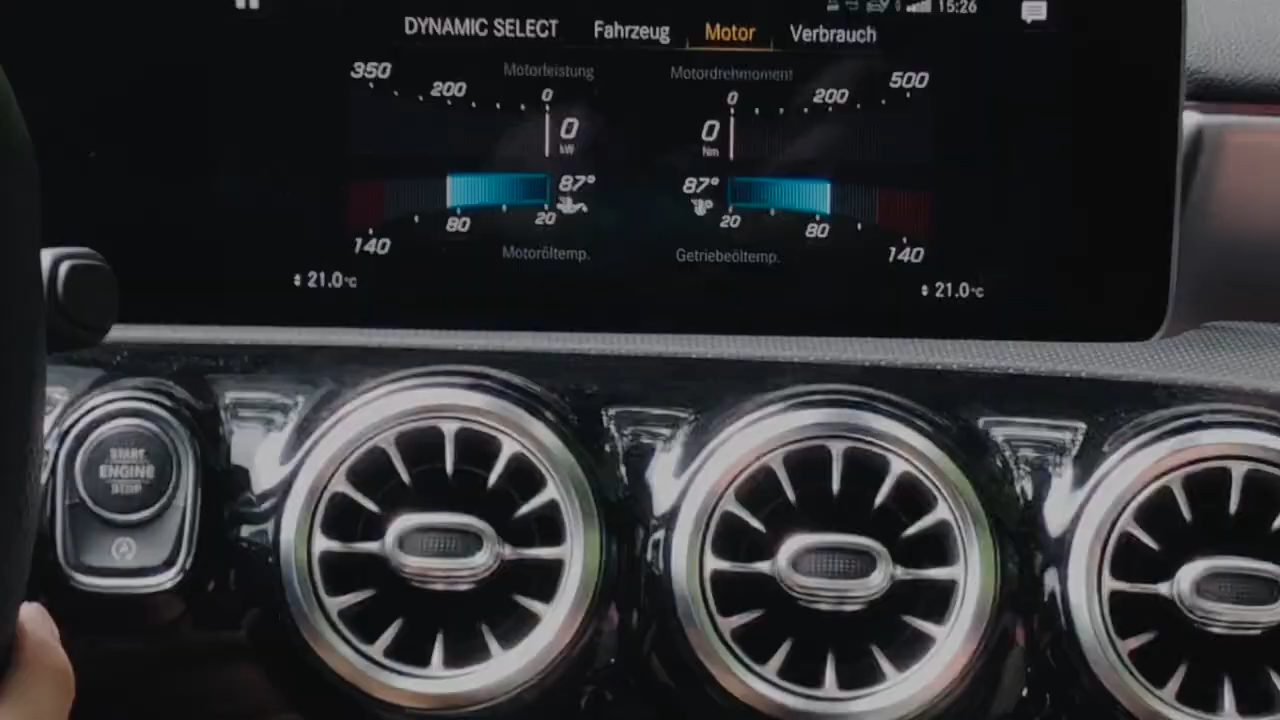 15:26
DYNAMIC SELECT Fahrzeug Motor Verbrauch
Motorleistung Motordrehmoment
350 200 0 0 200 500
0 kW 0 Nm
87° 87°
140 80 20 20 80 140
Motoröltemp. Getriebeöltemp.
21.0°C 21.0°C
START
ENGINE
STOP
A